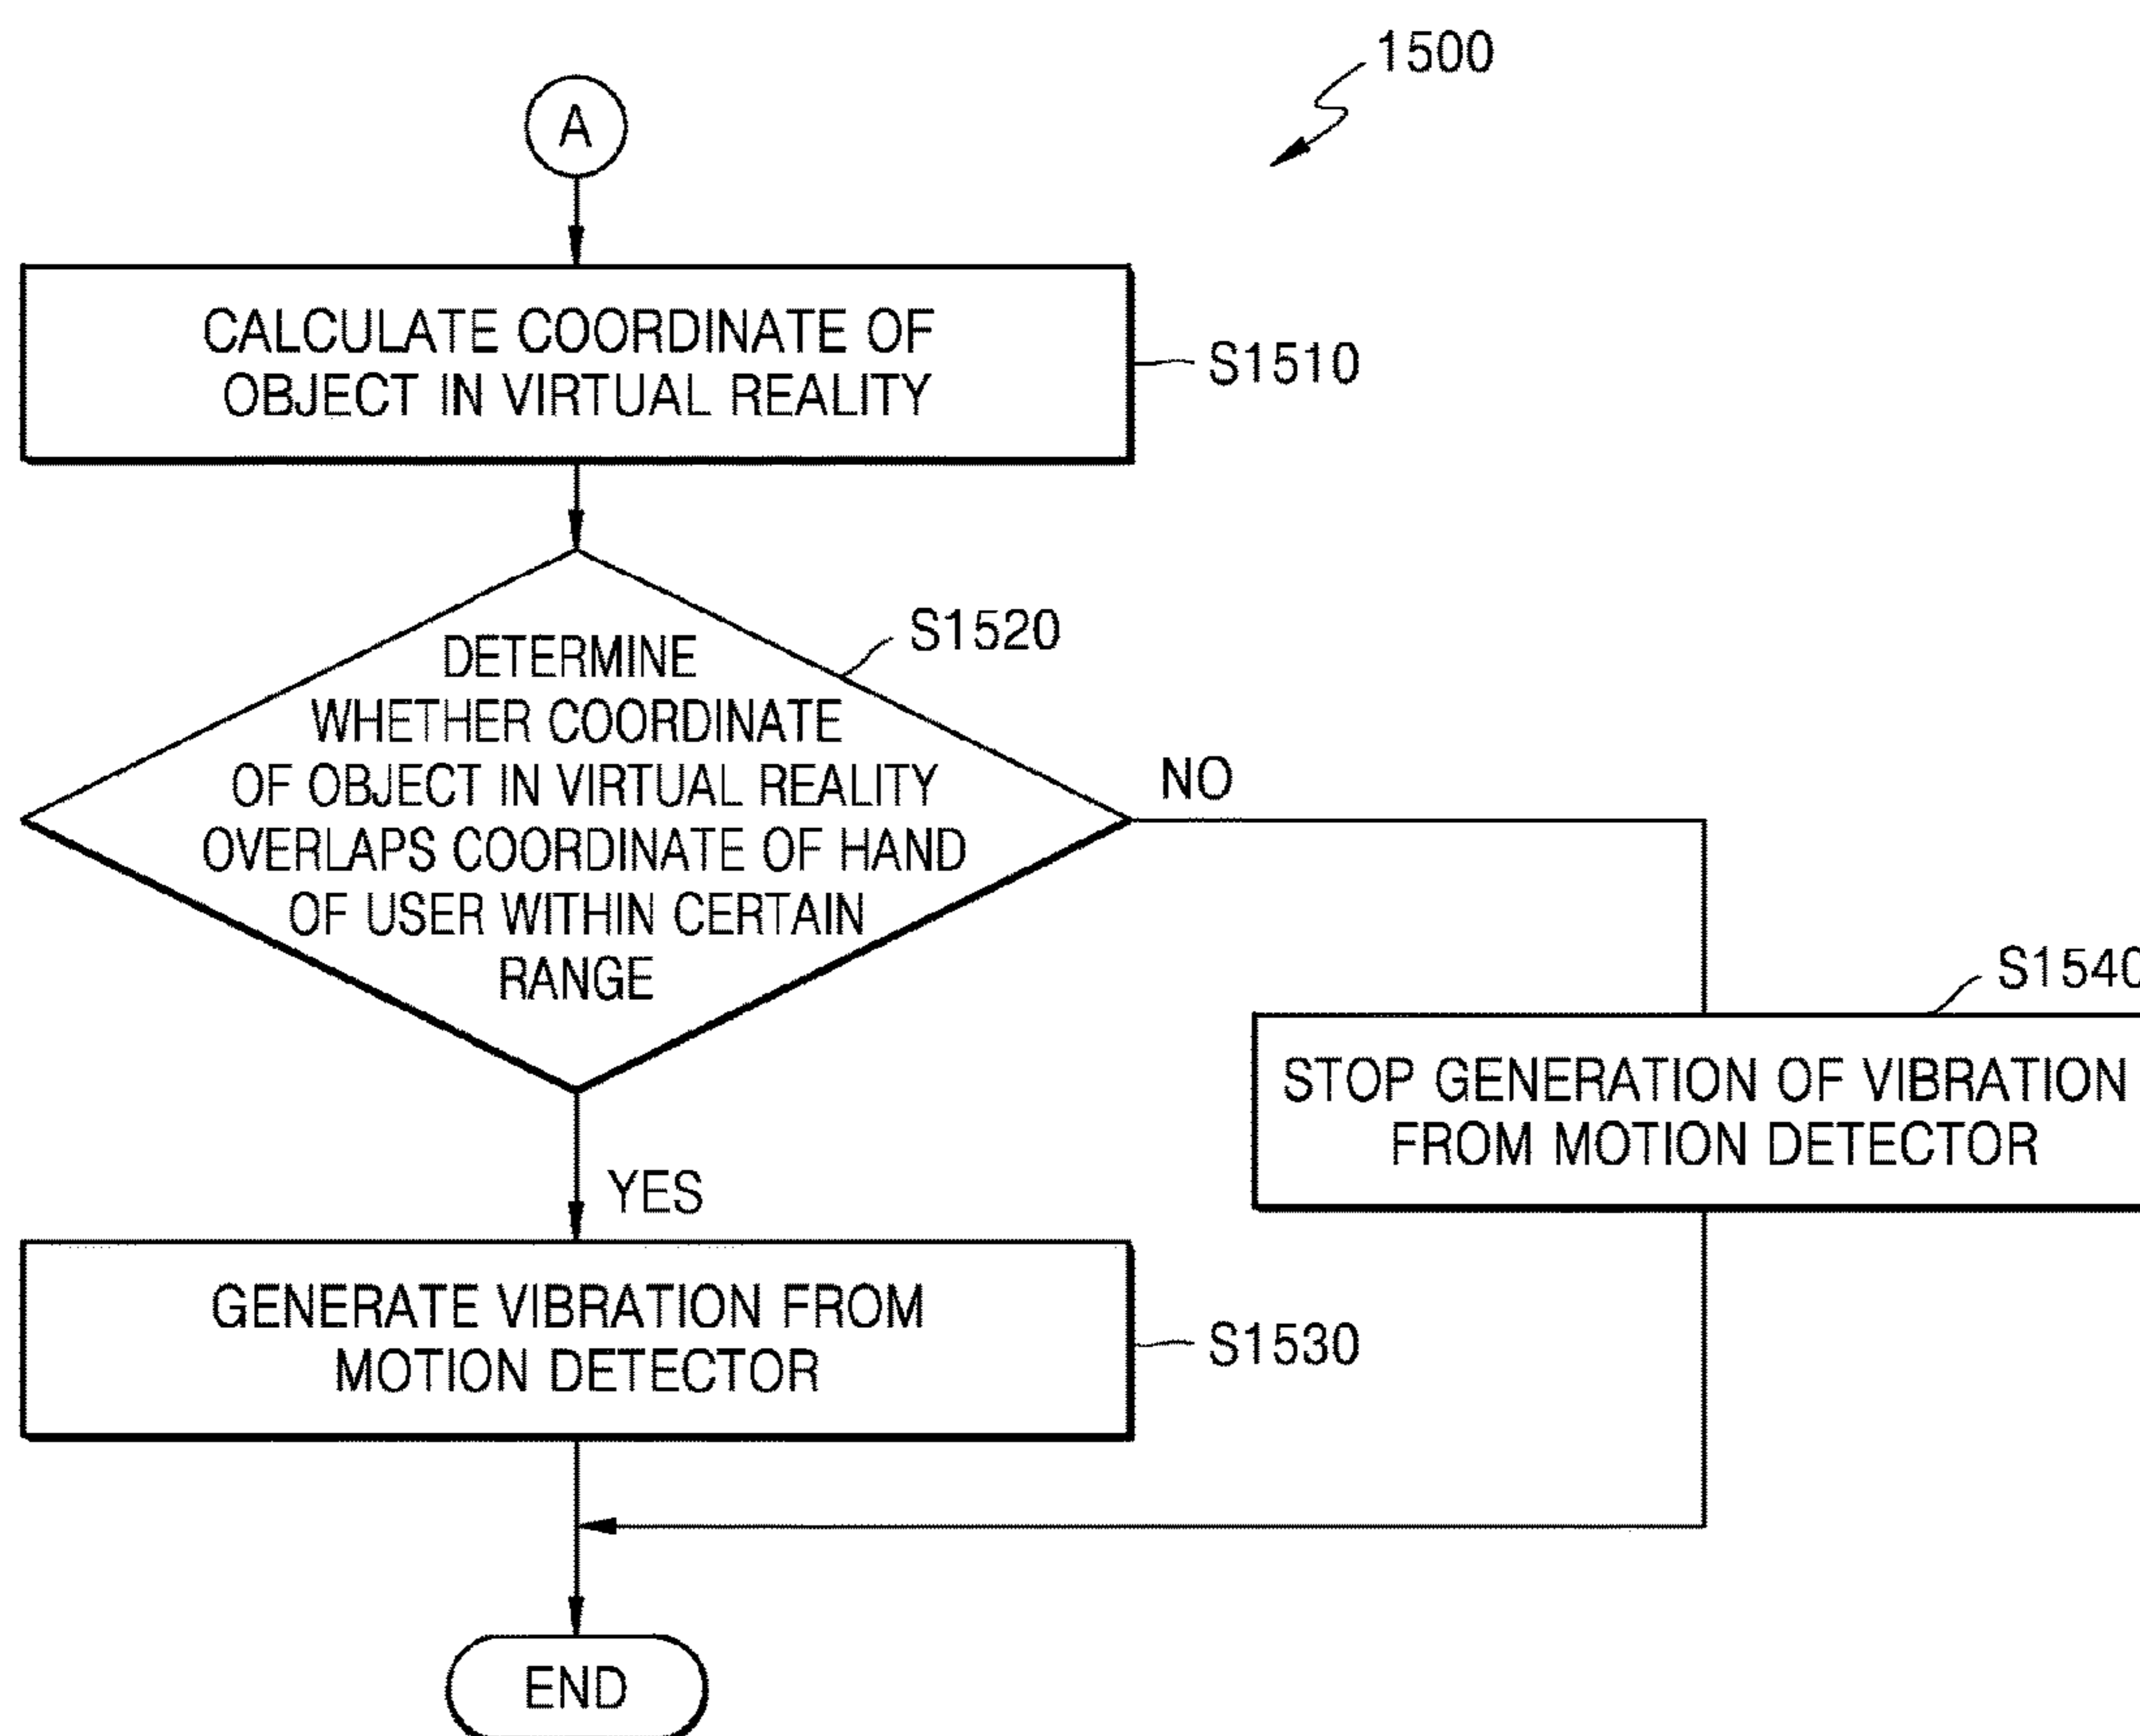 1500
A
CALCULATE COORDINATE OF
OBJECT IN VIRTUAL REALITY
S1510
S1520
DETERMINE
WHETHER COORDINATE
OF OBJECT IN VIRTUAL REALITY
OVERLAPS COORDINATE OF HAND
OF USER WITHIN CERTAIN
RANGE
NO
S1540
STOP GENERATION OF VIBRATION
FROM MOTION DETECTOR
YES
GENERATE VIBRATION FROM
MOTION DETECTOR
S1530
END